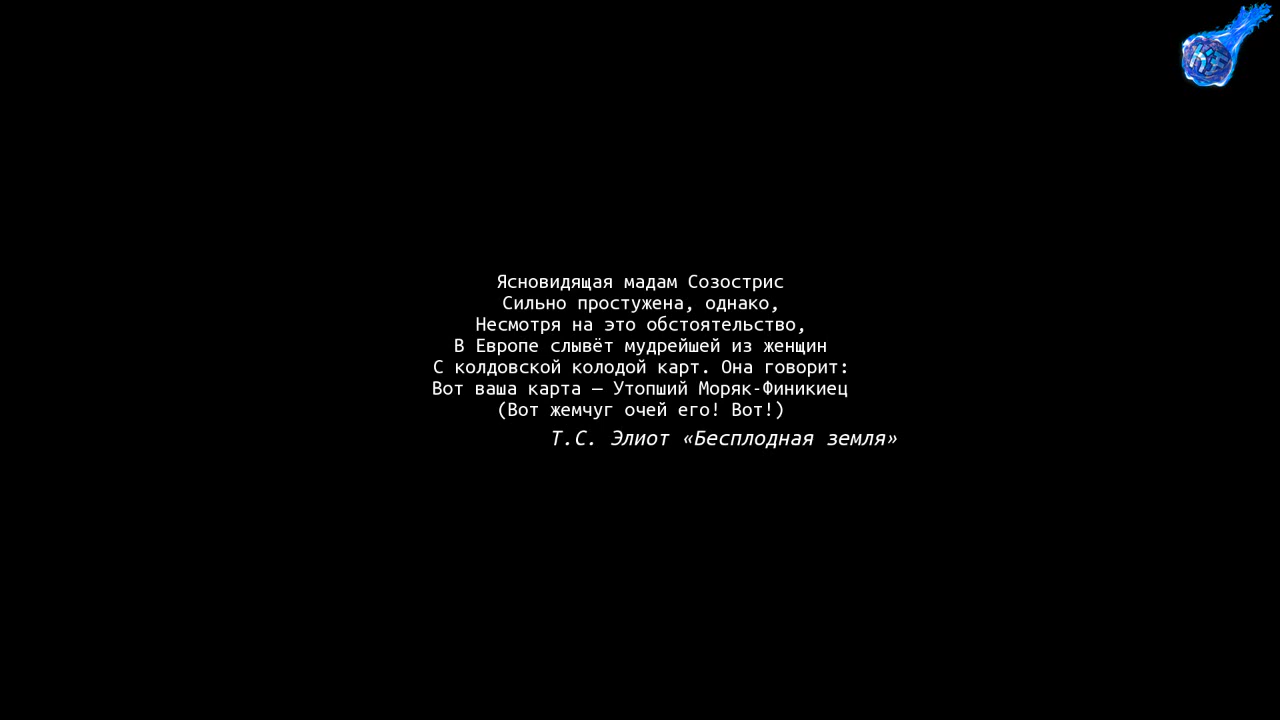 Ясновидящая мадам Созострис
Сильно простужена, однако,
Несмотря на это обстоятельство,
В Европе слывёт мудрейшей из женщин
С колдовской колодой карт. Она говорит:
Вот ваша карта — Утопший Моряк-Финикиец
(Вот жемчуг очей его! Вот!)
Т.С. Элиот «Бесплодная земля»